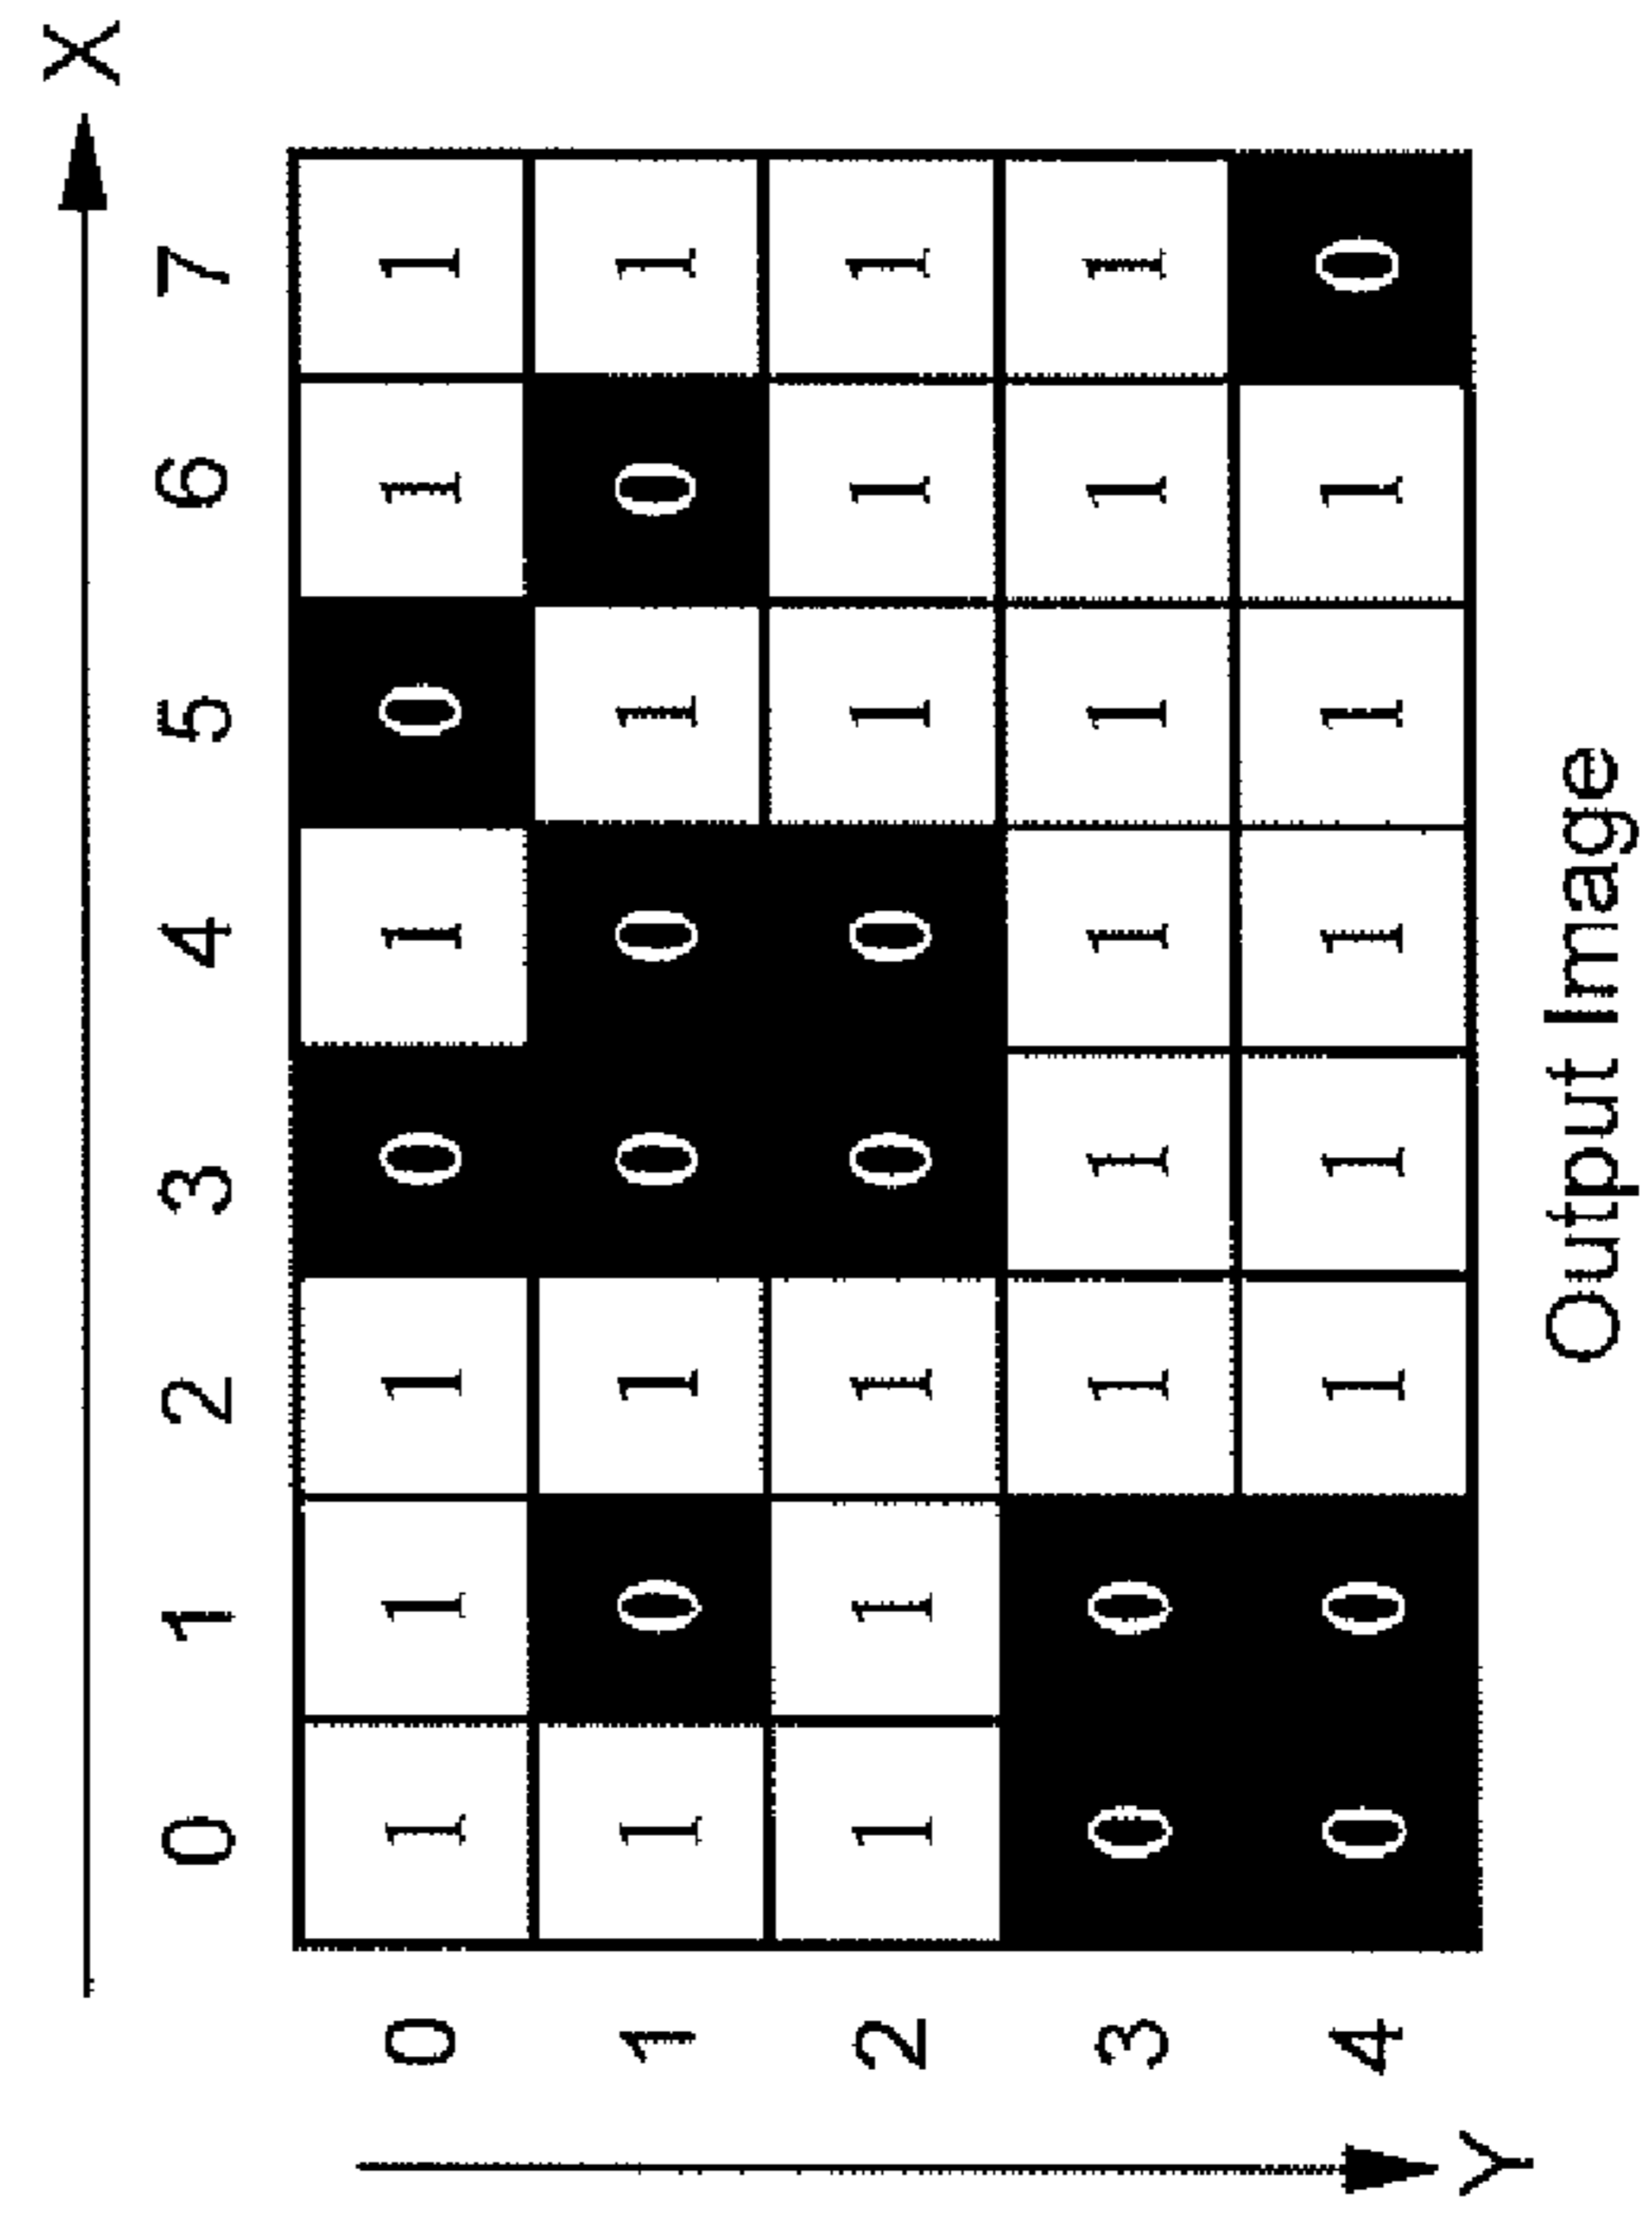 X
0 1 2 3 4 5 6 7
0 1 1 1 0 1 0 1 1
1 1 0 1 0 0 1 0 1
2 1 1 1 0 0 1 1 1
3 0 0 1 1 1 1 1 1
4 0 0 1 1 1 1 1 0
Y
Output Image